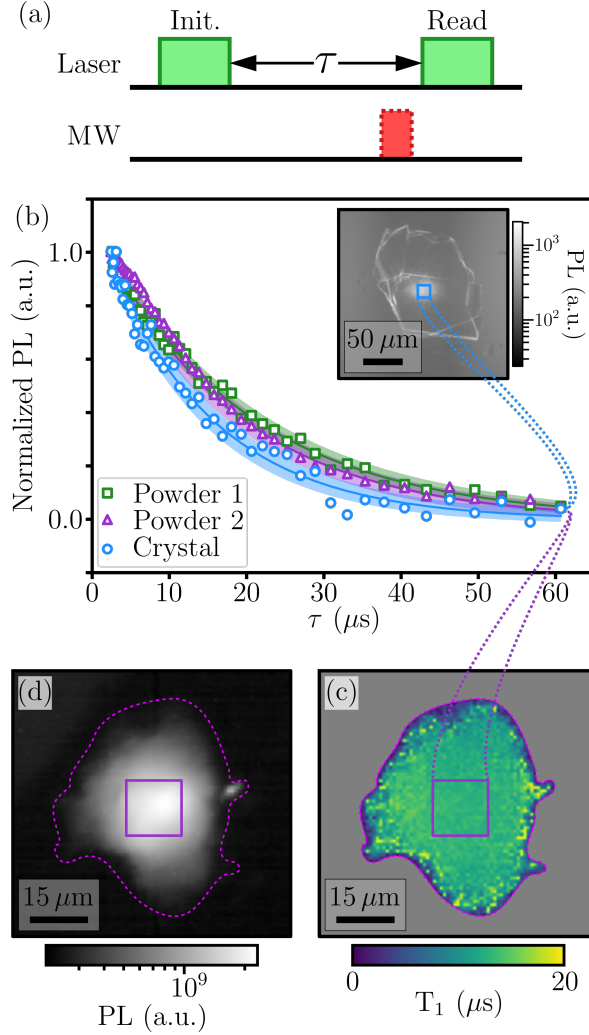 (a)
Init.
Read
Laser
τ
MW
(b)
1.0
0.0
Normalized PL (a.u.)
10³
10²
PL (a.u.)
50 μm
Powder 1
Powder 2
Crystal
0 10 20 30 40 50 60
τ (μs)
(d)
15 μm
10⁹
PL (a.u.)
(c)
15 μm
0 20
T₁ (μs)